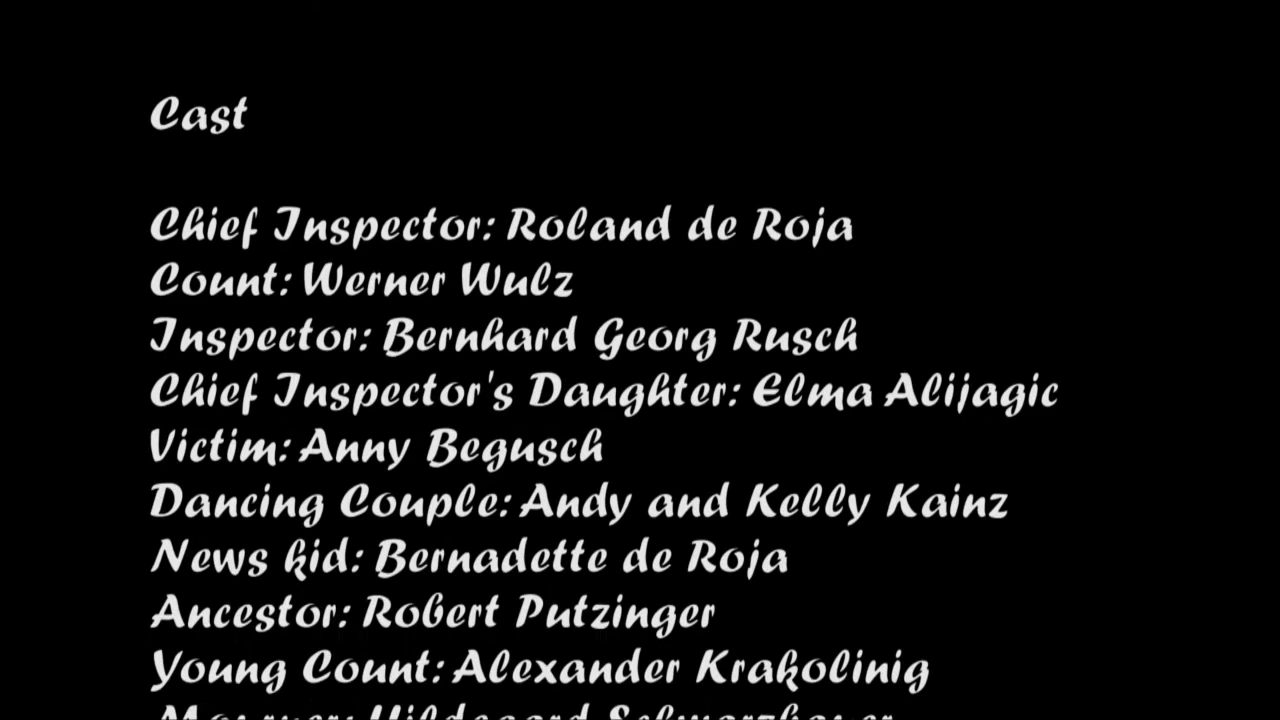 Cast
Chief Inspector: Roland de Roja
Count: Werner Wulz
Inspector: Bernhard Georg Rusch
Chief Inspector's Daughter: Elma Alijagic
Victim: Anny Begusch
Dancing Couple: Andy and Kelly Kainz
News kid: Bernadette de Roja
Ancestor: Robert Putzinger
Young Count: Alexander Krakolinig